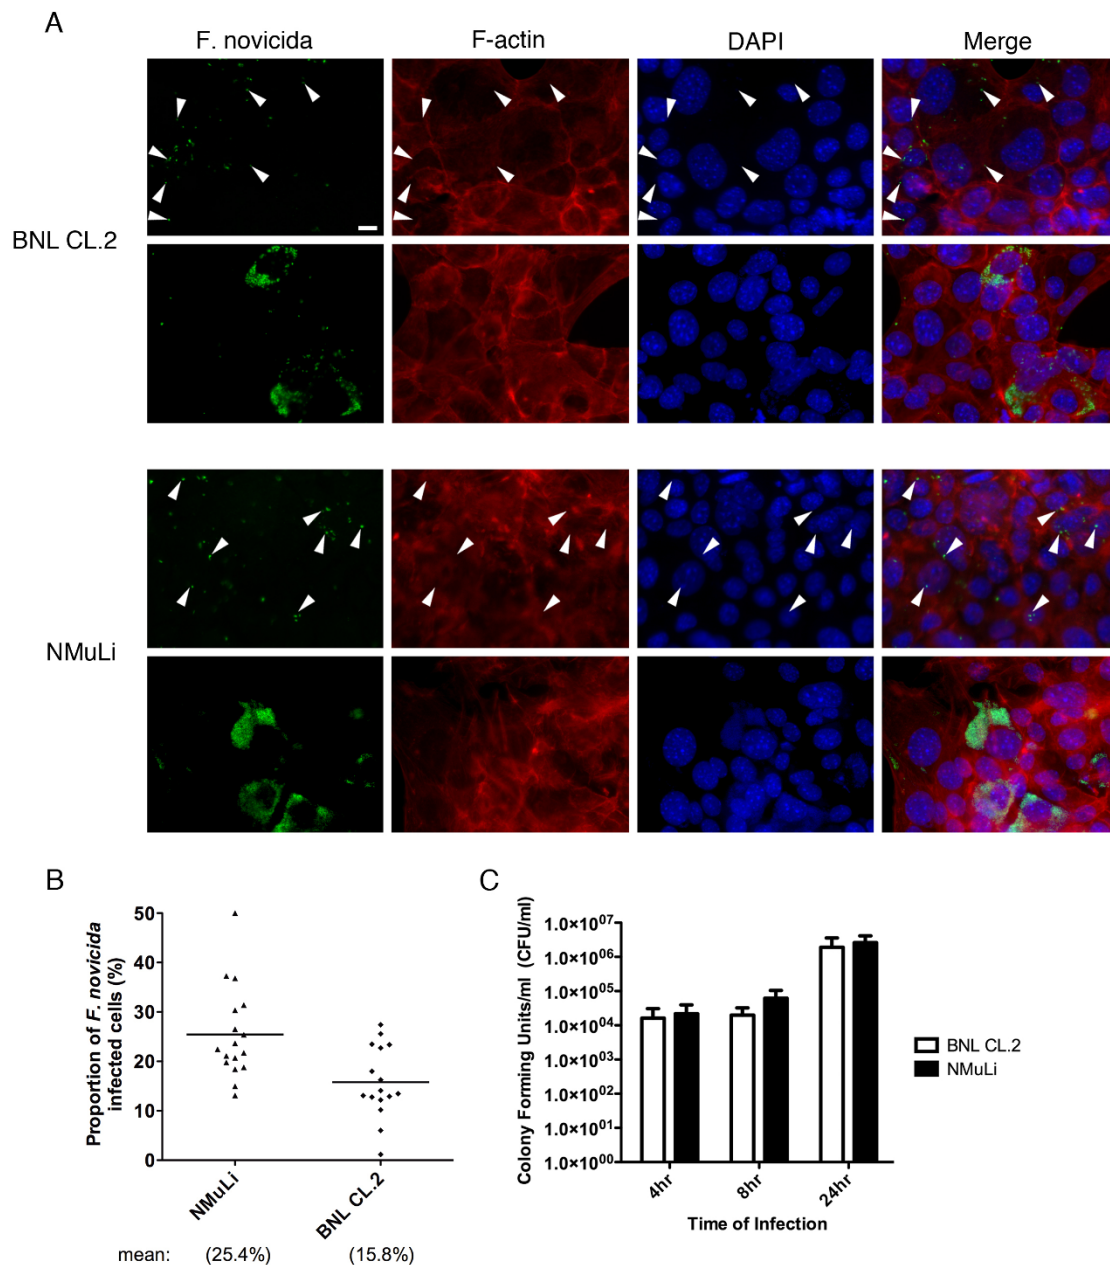 A
F. novicida F-actin DAPI Merge
BNL CL.2
NMuLi
B
Proportion of F. novicida
infected cells (%)
50
40
30
20
10
0
NMuLi BNL CL.2
mean: (25.4%) (15.8%)
C
Colony Forming Units/ml (CFU/ml)
1.0×10⁰⁷
1.0×10⁰⁶
1.0×10⁰⁵
1.0×10⁰⁴
1.0×10⁰³
1.0×10⁰²
1.0×10⁰¹
1.0×10⁰⁰
4hr 8hr 24hr
Time of Infection
BNL CL.2
NMuLi